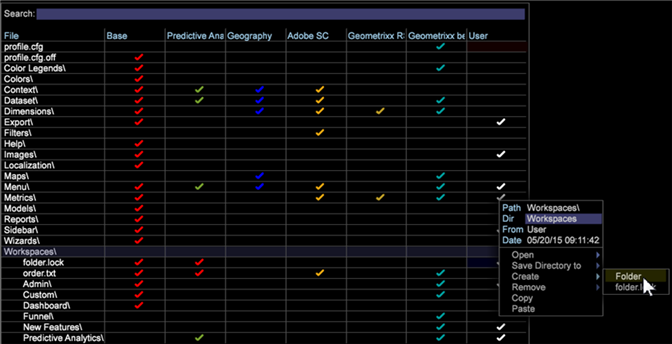 Search:
File Base Predictive Ana Geography Adobe SC Geometrixx R Geometrixx be User
profile.cfg
profile.cfg.off
Color Legends\
Colors\
Context\
Dataset\
Dimensions\
Export\
Filters\
Help\
Images\
Localization\
Maps\
Menu\
Metrics\
Models\
Reports\
Sidebar\
Wizards\
Workspaces\
folder.lock
order.txt
Admin\
Custom\
Dashboard\
Funnel\
New Features\
Predictive Analytics\
Path Workspaces\
Dir Workspaces
From User
Date 05/20/15 09:11:42
Open
Save Directory to
Create
Remove
Copy
Paste
Folder
folder.lock